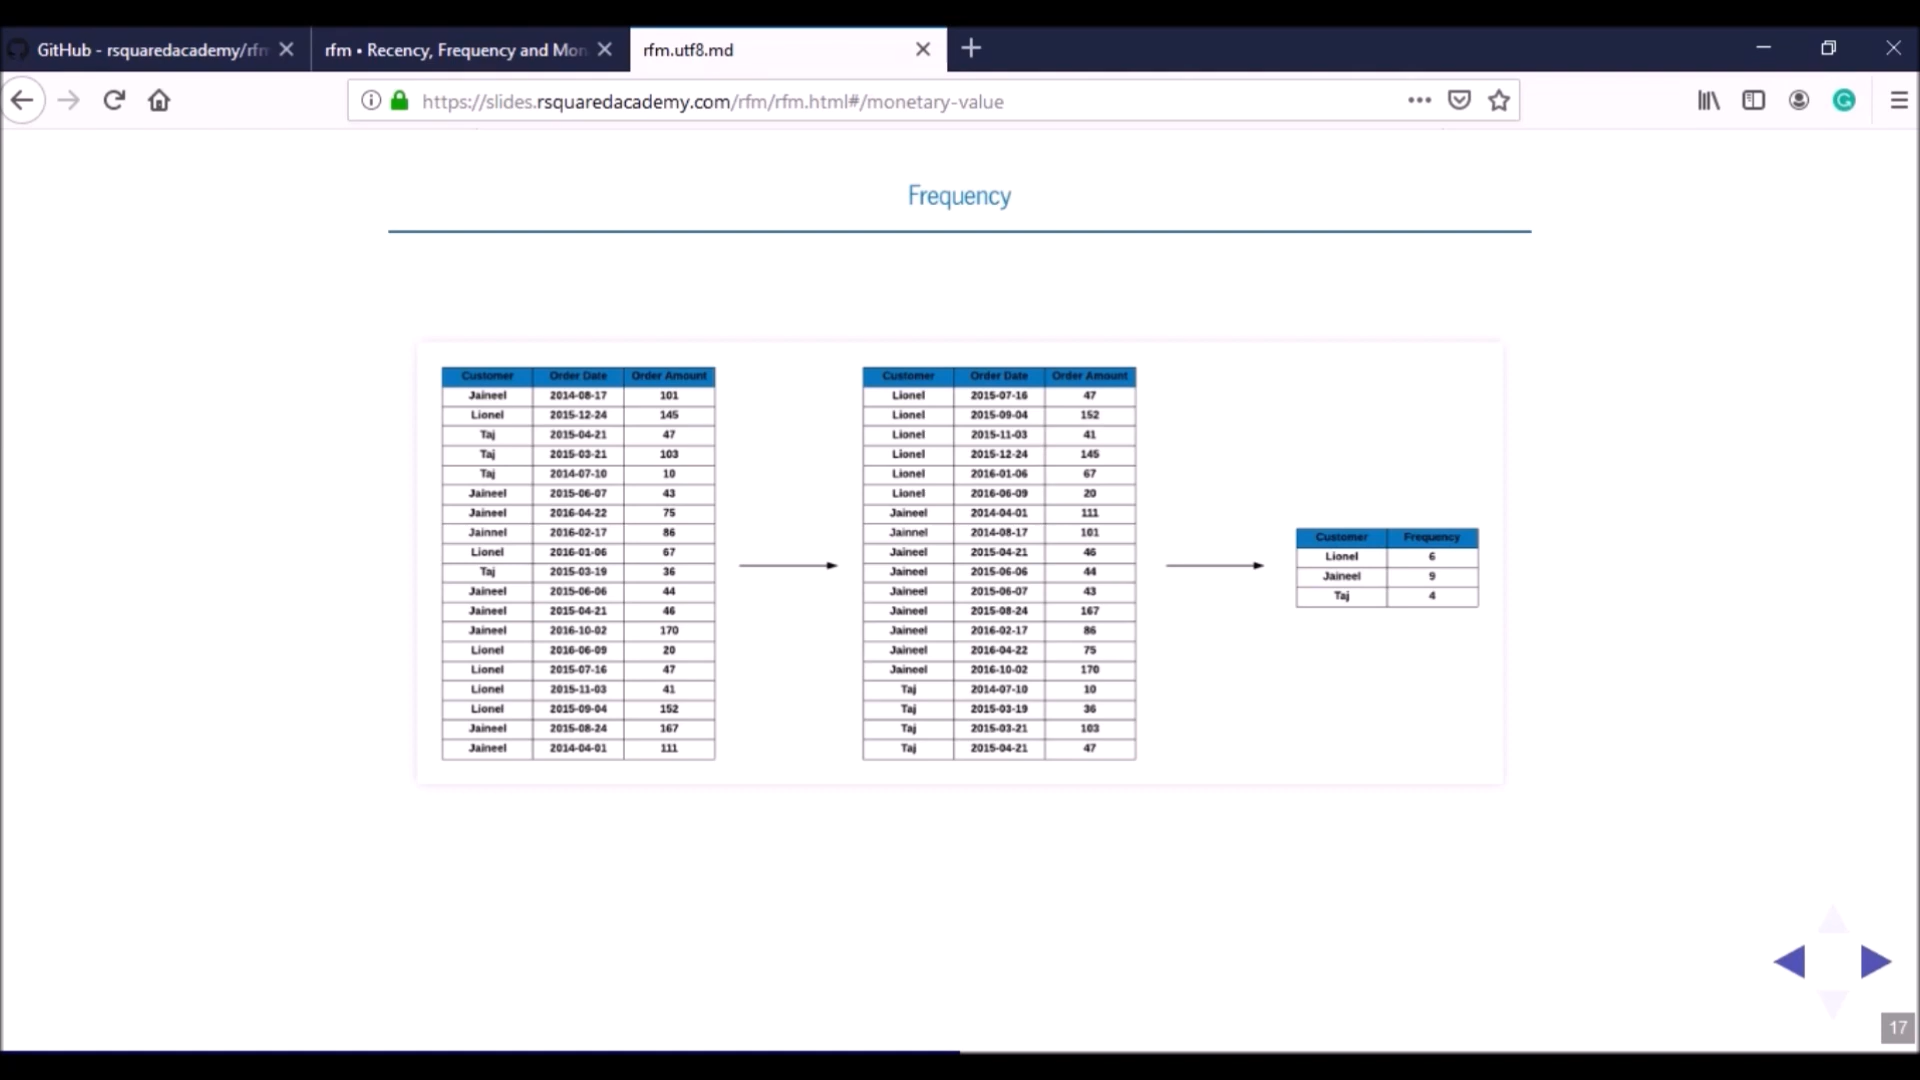 GitHub - rsquaredacademy/rfm
rfm • Recency, Frequency and Mon
rfm.utf8.md
https://slides.rsquaredacademy.com/rfm/rfm.html#/monetary-value
Frequency
Customer Order Date Order Amount
Jaineel 2014-08-17 101
Lionel 2015-12-24 145
Taj 2015-04-21 47
Taj 2015-03-21 103
Taj 2014-07-10 10
Jaineel 2015-06-07 43
Jaineel 2016-04-22 75
Jainnel 2016-02-17 86
Lionel 2016-01-06 67
Taj 2015-03-19 36
Jaineel 2015-06-06 44
Jaineel 2015-04-21 46
Jaineel 2016-10-02 170
Lionel 2016-06-09 20
Lionel 2015-07-16 47
Lionel 2015-11-03 41
Lionel 2015-09-04 152
Jaineel 2015-08-24 167
Jaineel 2014-04-01 111
Customer Order Date Order Amount
Lionel 2015-07-16 47
Lionel 2015-09-04 152
Lionel 2015-11-03 41
Lionel 2015-12-24 145
Lionel 2016-01-06 67
Lionel 2016-06-09 20
Jaineel 2014-04-01 111
Jainnel 2014-08-17 101
Jaineel 2015-04-21 46
Jaineel 2015-06-06 44
Jaineel 2015-06-07 43
Jaineel 2015-08-24 167
Jaineel 2016-02-17 86
Jaineel 2016-04-22 75
Jaineel 2016-10-02 170
Taj 2014-07-10 10
Taj 2015-03-19 36
Taj 2015-03-21 103
Taj 2015-04-21 47
Customer Frequency
Lionel 6
Jaineel 9
Taj 4
17